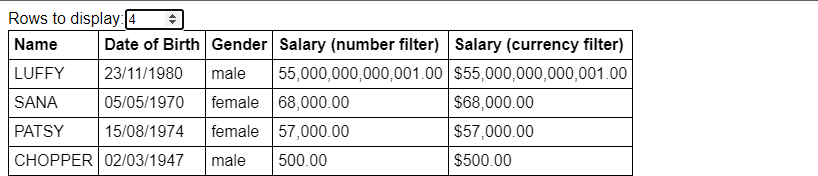 Rows to display: 4
Name Date of Birth Gender Salary (number filter) Salary (currency filter)
LUFFY 23/11/1980 male 55,000,000,000,001.00 $55,000,000,000,001.00
SANA 05/05/1970 female 68,000.00 $68,000.00
PATSY 15/08/1974 female 57,000.00 $57,000.00
CHOPPER 02/03/1947 male 500.00 $500.00